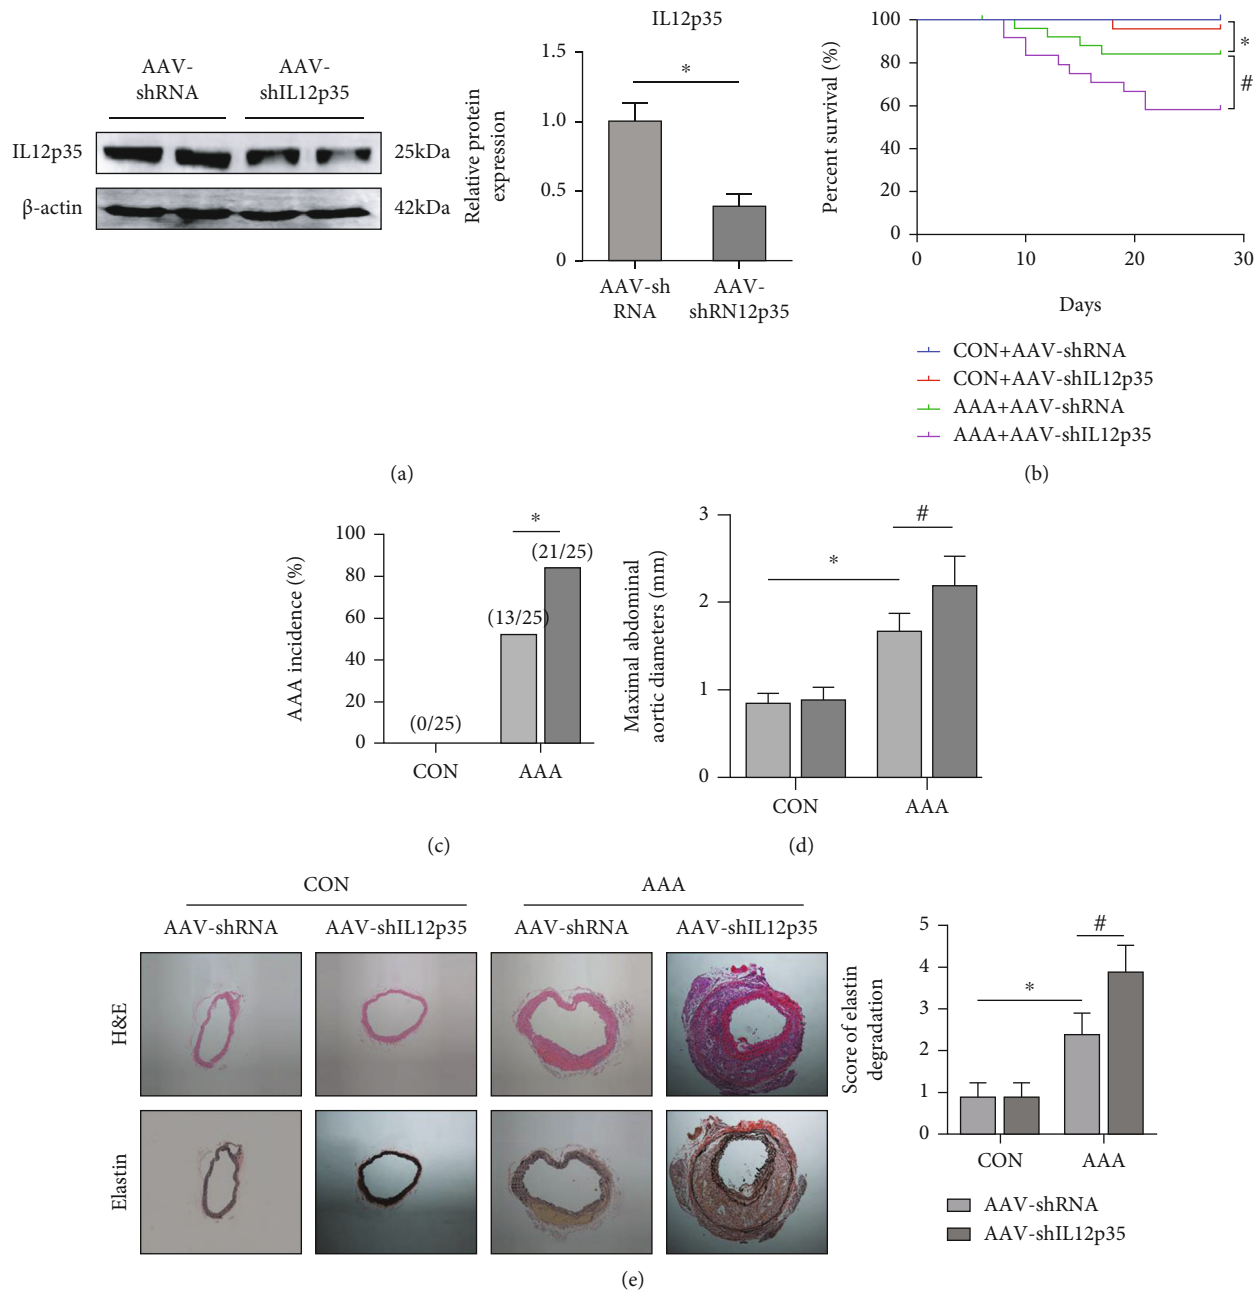 AAV-
shRNA
AAV-
shIL12p35
IL12p35
25kDa
β-actin
42kDa
IL12p35
Relative protein
expression
1.5
1.0
0.5
0
*
AAV-sh
RNA
AAV-
shRN12p35
(a)
Percent survival (%)
100
80
60
40
20
0
0
10
20
30
Days
*
#
CON+AAV-shRNA
CON+AAV-shIL12p35
AAA+AAV-shRNA
AAA+AAV-shIL12p35
(b)
AAA incidence (%)
100
80
60
40
20
0
*
(21/25)
(13/25)
(0/25)
CON
AAA
(c)
Maximal abdominal
aortic diameters (mm)
3
2
1
0
*
#
CON
AAA
(d)
CON
AAA
AAV-shRNA
AAV-shIL12p35
AAV-shRNA
AAV-shIL12p35
H&E
Elastin
Score of elastin
degradation
5
4
3
2
1
0
*
#
CON
AAA
AAV-shRNA
AAV-shIL12p35
(e)